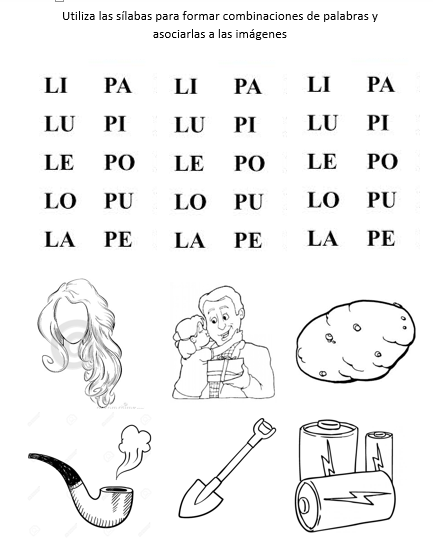 Utiliza las sílabas para formar combinaciones de palabras y
asociarlas a las imágenes
LI PA LI PA LI PA
LU PI LU PI LU PI
LE PO LE PO LE PO
LO PU LO PU LO PU
LA PE LA PE LA PE